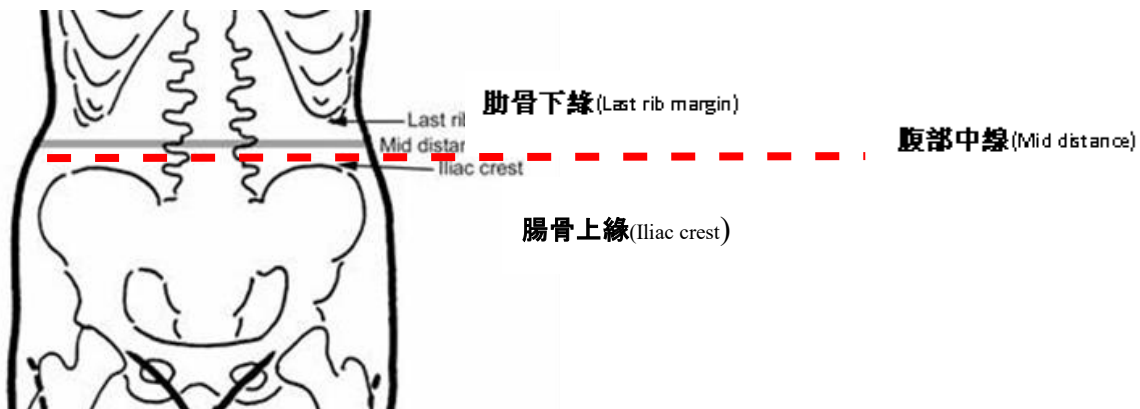 肋骨下緣(Last rib margin)
Last rib
Mid distan
腹部中線(Mid distance)
Iliac crest
腸骨上緣(Iliac crest)